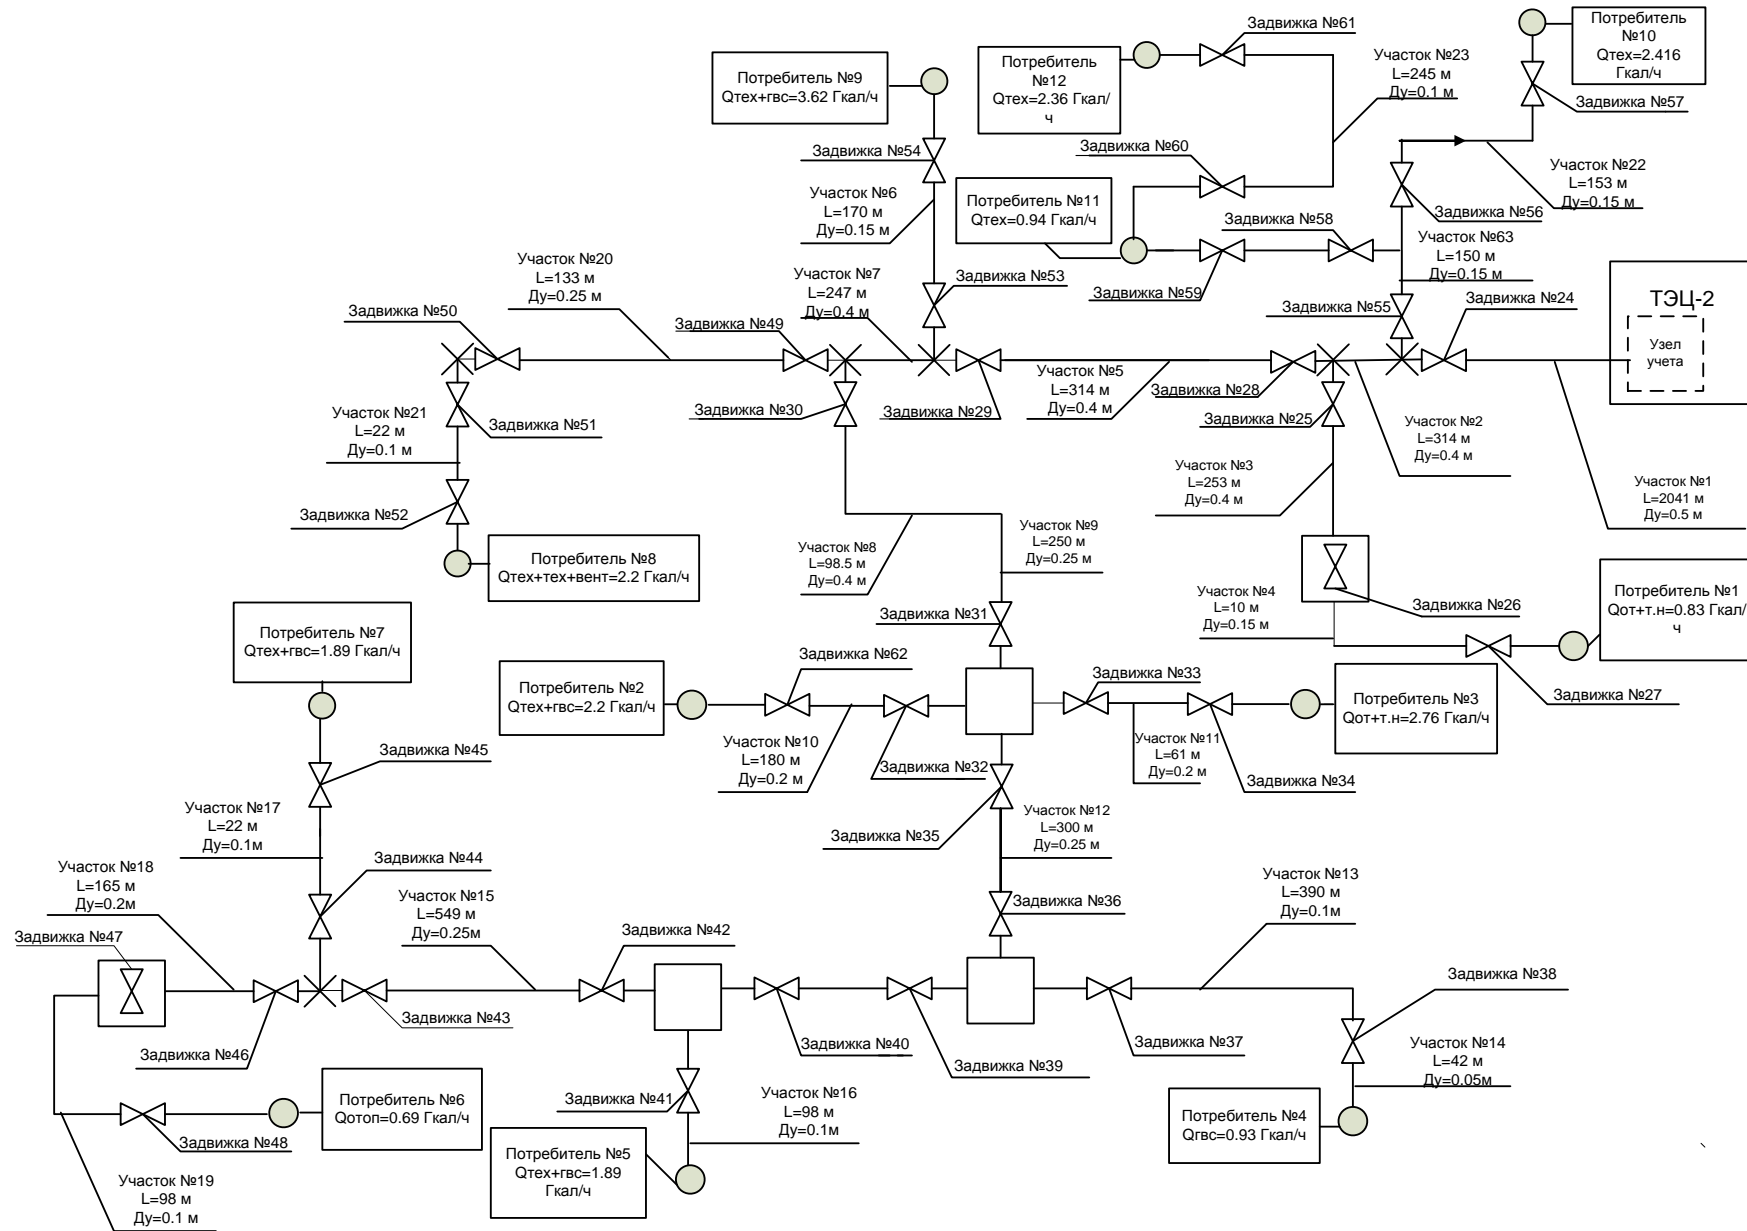 Задвижка №61
Потребитель
№10
Qтех=2.416
Гкал/ч
Потребитель
№12
Qтех=2.36 Гкал/
ч
Участок №23
L=245 м
Ду=0.1 м
Потребитель №9
Qтех+гвс=3.62 Гкал/ч
Задвижка №57
Задвижка №54
Задвижка №60
Участок №22
L=153 м
Ду=0.15 м
Участок №6
L=170 м
Ду=0.15 м
Потребитель №11
Qтех=0.94 Гкал/ч
Задвижка №58
Задвижка №56
Участок №63
L=150 м
Ду=0.15 м
Участок №20
L=133 м
Ду=0.25 м
Участок №7
L=247 м
Ду=0.4 м
Задвижка №53
Задвижка №59
Задвижка №24
ТЭЦ-2
Узел
учета
Задвижка №50
Задвижка №49
Задвижка №55
Участок №5
L=314 м
Ду=0.4 м
Задвижка №28
Задвижка №30
Задвижка №29
Задвижка №25
Участок №21
L=22 м
Ду=0.1 м
Задвижка №51
Участок №2
L=314 м
Ду=0.4 м
Участок №3
L=253 м
Ду=0.4 м
Участок №1
L=2041 м
Ду=0.5 м
Задвижка №52
Участок №8
L=98.5 м
Ду=0.4 м
Участок №9
L=250 м
Ду=0.25 м
Потребитель №8
Qтех+тех+вент=2.2 Гкал/ч
Участок №4
L=10 м
Ду=0.15 м
Задвижка №26
Потребитель №1
Qот+т.н=0.83 Гкал/
ч
Задвижка №31
Потребитель №7
Qтех+гвс=1.89 Гкал/ч
Задвижка №62
Задвижка №33
Потребитель №2
Qтех+гвс=2.2 Гкал/ч
Потребитель №3
Qот+т.н=2.76 Гкал/ч
Задвижка №27
Задвижка №45
Участок №10
L=180 м
Ду=0.2 м
Задвижка №32
Участок №11
L=61 м
Ду=0.2 м
Задвижка №34
Участок №17
L=22 м
Ду=0.1м
Задвижка №35
Участок №12
L=300 м
Ду=0.25 м
Задвижка №44
Участок №18
L=165 м
Ду=0.2м
Участок №15
L=549 м
Ду=0.25м
Участок №13
L=390 м
Ду=0.1м
Задвижка №36
Задвижка №47
Задвижка №42
Задвижка №38
Задвижка №43
Задвижка №46
Задвижка №40
Задвижка №39
Задвижка №37
Участок №14
L=42 м
Ду=0.05м
Потребитель №6
Qотоп=0.69 Гкал/ч
Задвижка №41
Участок №16
L=98 м
Ду=0.1м
Потребитель №4
Qгвс=0.93 Гкал/ч
Задвижка №48
Потребитель №5
Qтех+гвс=1.89
Гкал/ч
Участок №19
L=98 м
Ду=0.1 м